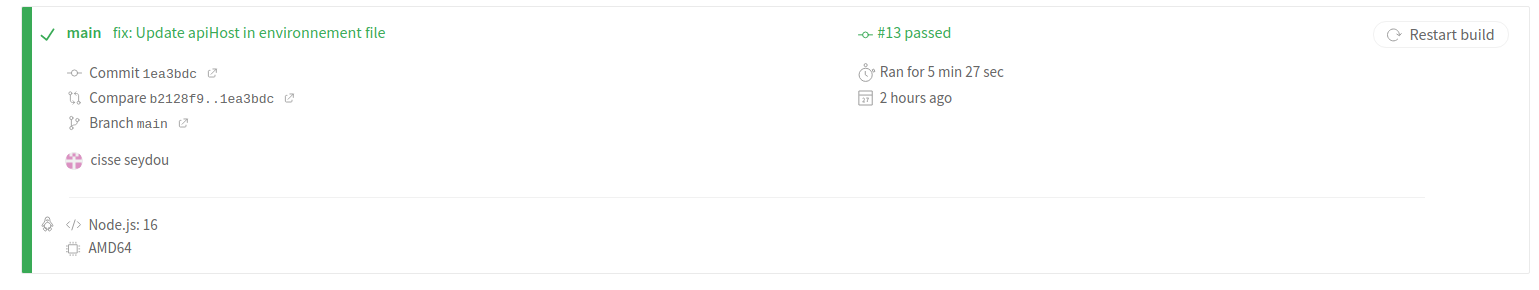 main fix: Update apiHost in environnement file
#13 passed
Restart build
Commit 1ea3bdc
Compare b2128f9..1ea3bdc
Branch main
Ran for 5 min 27 sec
27
2 hours ago
cisse seydou
</> Node.js: 16
AMD64